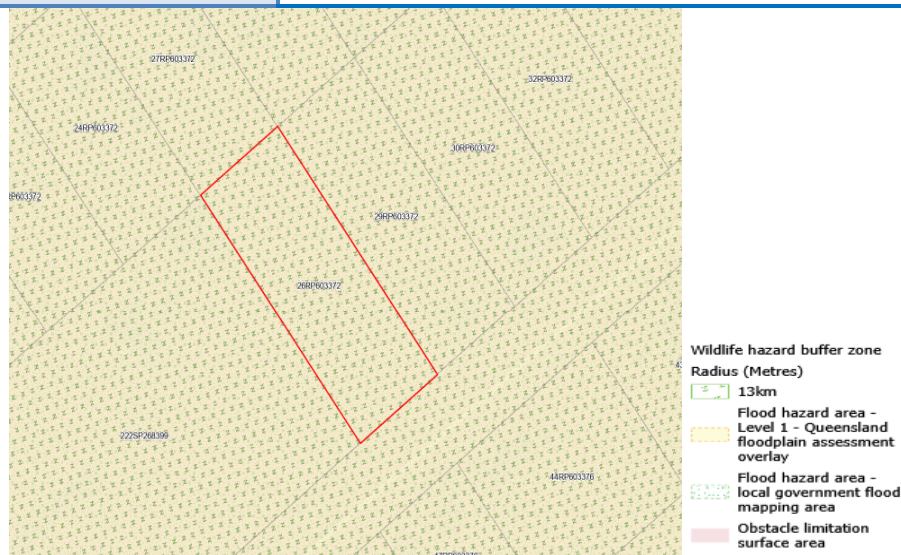 27RP603372
32RP603372
24RP603372
30RP603372
RP603372
29RP603372
26RP603372
222SP268399
44RP603376
Wildlife hazard buffer zone
Radius (Metres)
13km
Flood hazard area -
Level 1 - Queensland
floodplain assessment
overlay
Flood hazard area -
local government flood
mapping area
Obstacle limitation
surface area